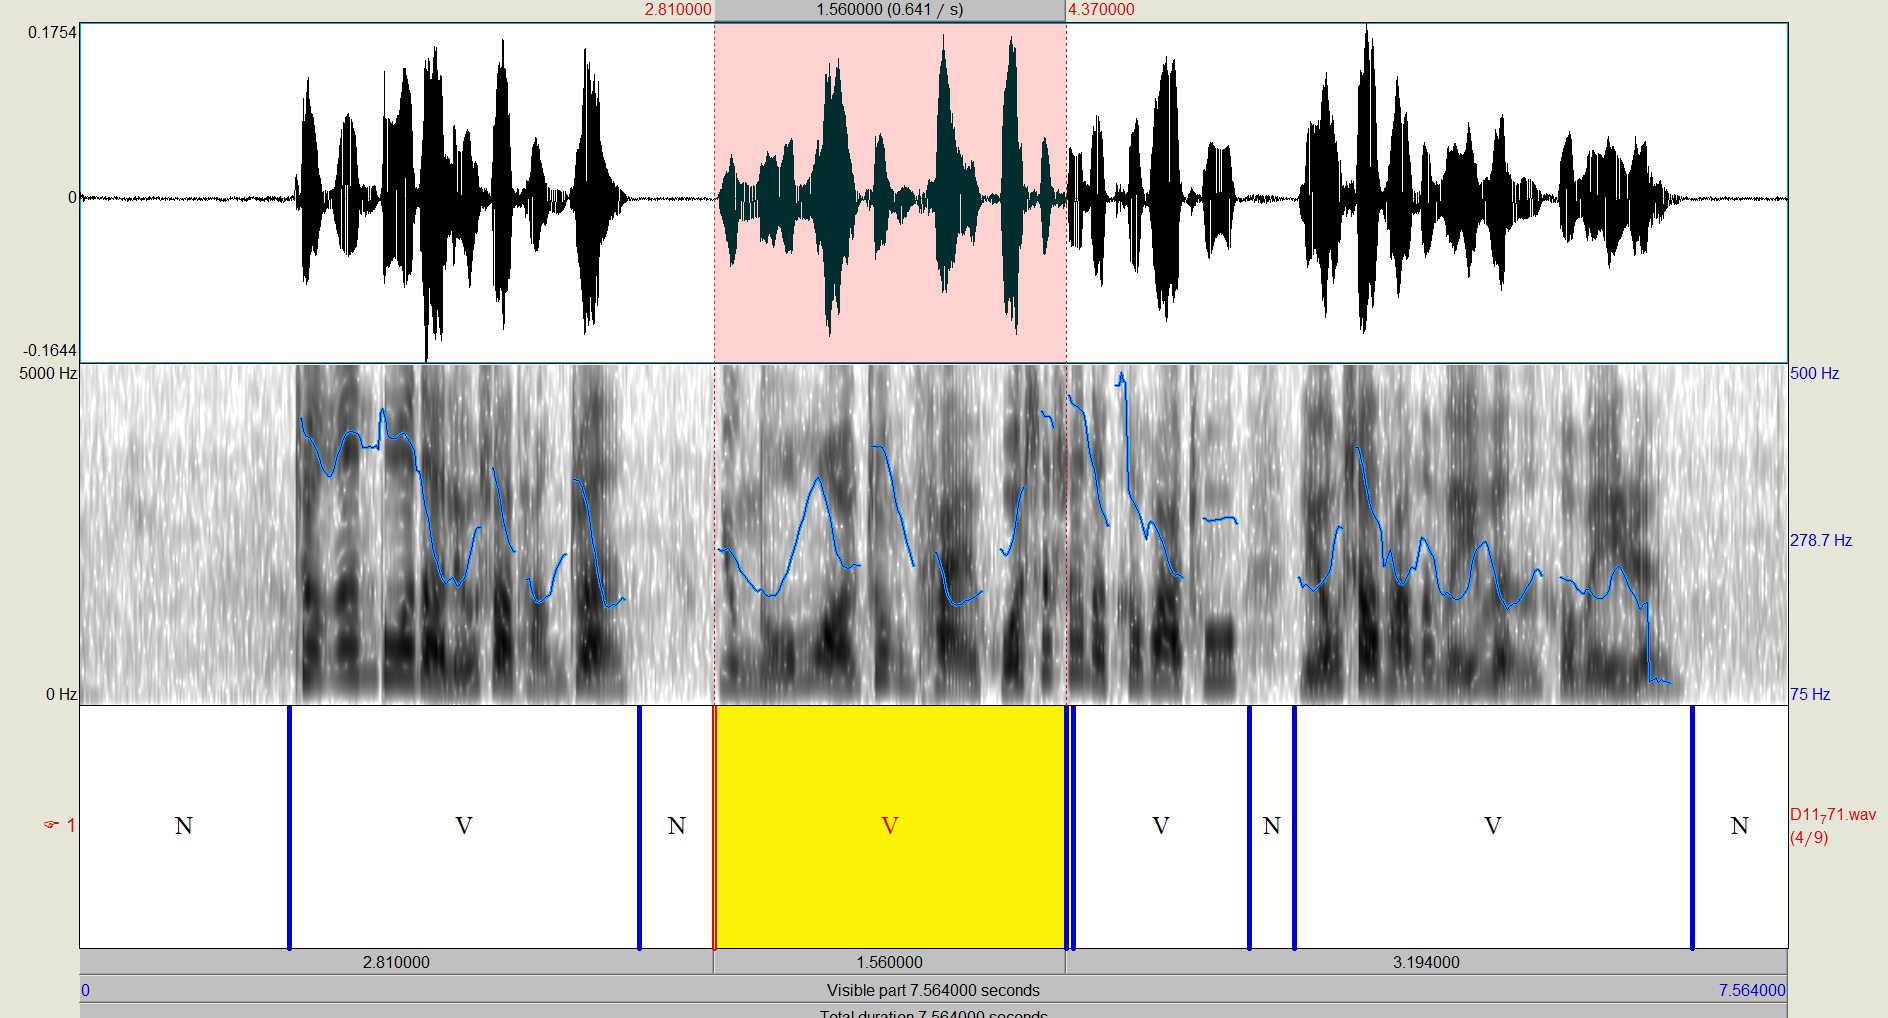 2.810000 1.560000 (0.641 / s) 4.370000
0.1754
0
-0.1644
5000 Hz 500 Hz
278.7 Hz
0 Hz 75 Hz
☞ 1 N V N V V N V N D11₇71.wav
(4/9)
2.810000 1.560000 3.194000
0 Visible part 7.564000 seconds 7.564000
Total duration 7.564000 seconds